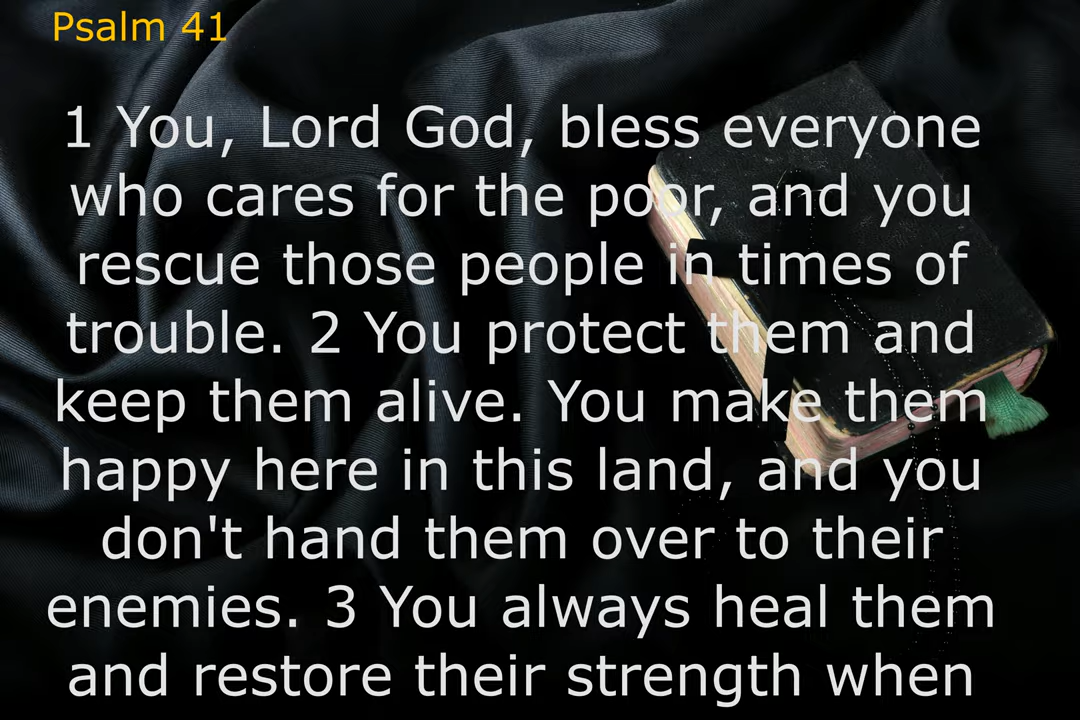 Psalm 41
1 You, Lord God, bless everyone
who cares for the poor, and you
rescue those people in times of
trouble. 2 You protect them and
keep them alive. You make them
happy here in this land, and you
don't hand them over to their
enemies. 3 You always heal them
and restore their strength when